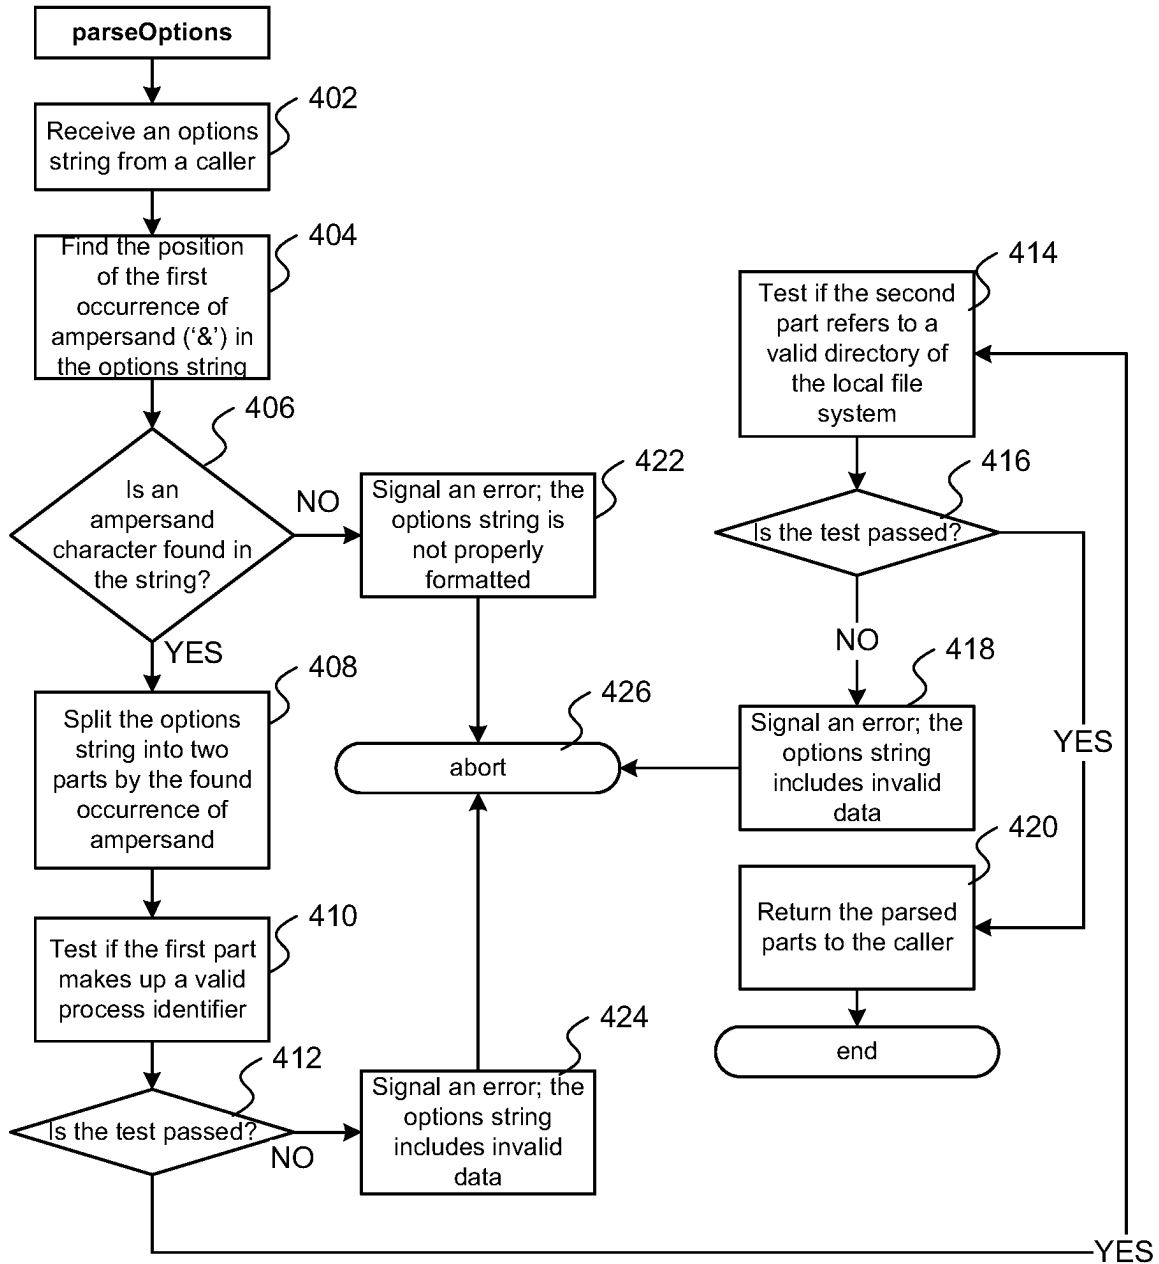 parseOptions
402
Receive an options
string from a caller
404
Find the position
of the first
occurrence of
ampersand (‘&’) in
the options string
406
Is an
ampersand
character found in
the string?
NO
YES
422
Signal an error; the
options string is
not properly
formatted
408
Split the options
string into two
parts by the found
occurrence of
ampersand
426
abort
410
Test if the first part
makes up a valid
process identifier
412
Is the test passed?
NO
YES
424
Signal an error; the
options string
includes invalid
data
414
Test if the second
part refers to a
valid directory of
the local file
system
416
Is the test passed?
NO
YES
418
Signal an error; the
options string
includes invalid
data
420
Return the parsed
parts to the caller
end